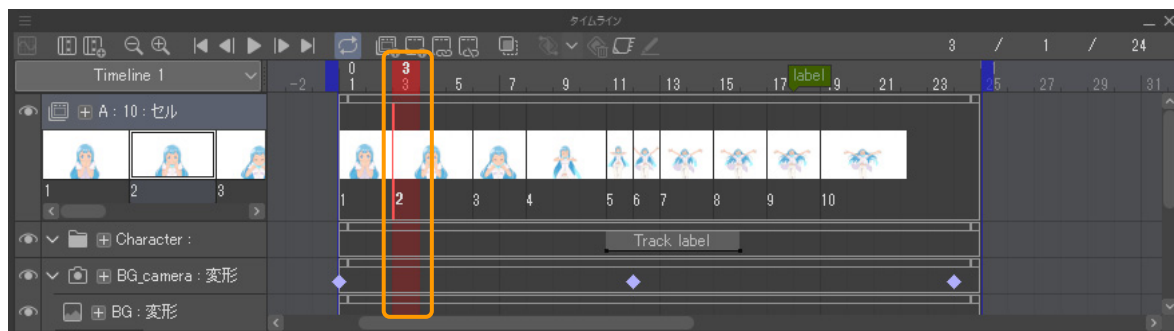 タイムライン
3 / 1 / 24
Timeline 1
-2 0 3
1 3 5 7 9 11 13 15 17 label 9 21 23 25 27 29 31
A : 10 : セル
1 2 3
1 2 3 4 5 6 7 8 9 10
Character :
Track label
BG_camera : 変形
BG : 変形